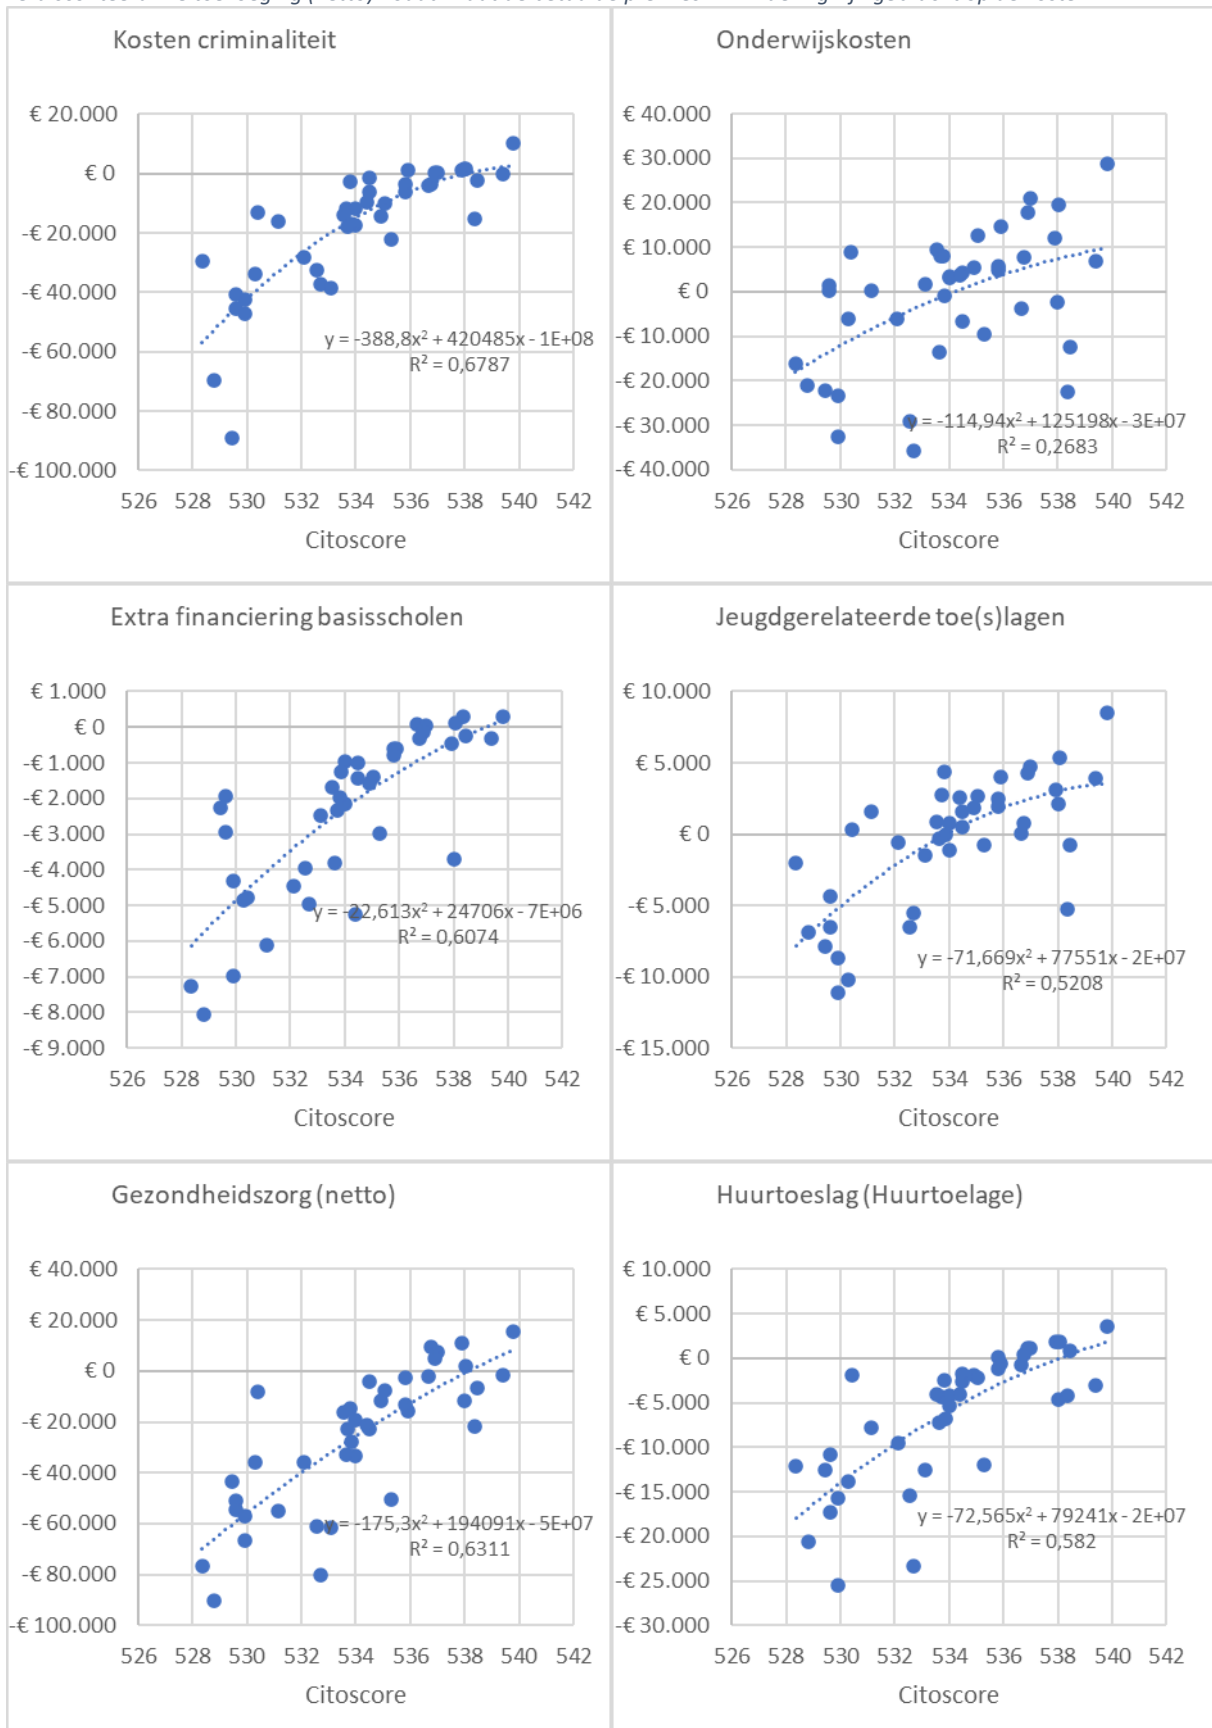 Kosten criminaliteit
€ 20.000
€ 0
-€ 20.000
-€ 40.000
-€ 60.000
-€ 80.000
-€ 100.000
y = -388,8x² + 420485x - 1E+08
R² = 0,6787
526 528 530 532 534 536 538 540 542
Citoscore
Onderwijskosten
€ 40.000
€ 30.000
€ 20.000
€ 10.000
€ 0
-€ 10.000
-€ 20.000
-€ 30.000
-€ 40.000
y = -114,94x² + 125198x - 3E+07
R² = 0,2683
526 528 530 532 534 536 538 540 542
Citoscore
Extra financiering basisscholen
€ 1.000
€ 0
-€ 1.000
-€ 2.000
-€ 3.000
-€ 4.000
-€ 5.000
-€ 6.000
-€ 7.000
-€ 8.000
-€ 9.000
y = -22,613x² + 24706x - 7E+06
R² = 0,6074
526 528 530 532 534 536 538 540 542
Citoscore
Jeugdgerelateerde toe(s)lagen
€ 10.000
€ 5.000
€ 0
-€ 5.000
-€ 10.000
-€ 15.000
y = -71,669x² + 77551x - 2E+07
R² = 0,5208
526 528 530 532 534 536 538 540 542
Citoscore
Gezondheidszorg (netto)
€ 40.000
€ 20.000
€ 0
-€ 20.000
-€ 40.000
-€ 60.000
-€ 80.000
-€ 100.000
y = -175,3x² + 194091x - 5E+07
R² = 0,6311
526 528 530 532 534 536 538 540 542
Citoscore
Huurtoeslag (Huurtoelage)
€ 10.000
€ 5.000
€ 0
-€ 5.000
-€ 10.000
-€ 15.000
-€ 20.000
-€ 25.000
-€ 30.000
y = -72,565x² + 79241x - 2E+07
R² = 0,582
526 528 530 532 534 536 538 540 542
Citoscore